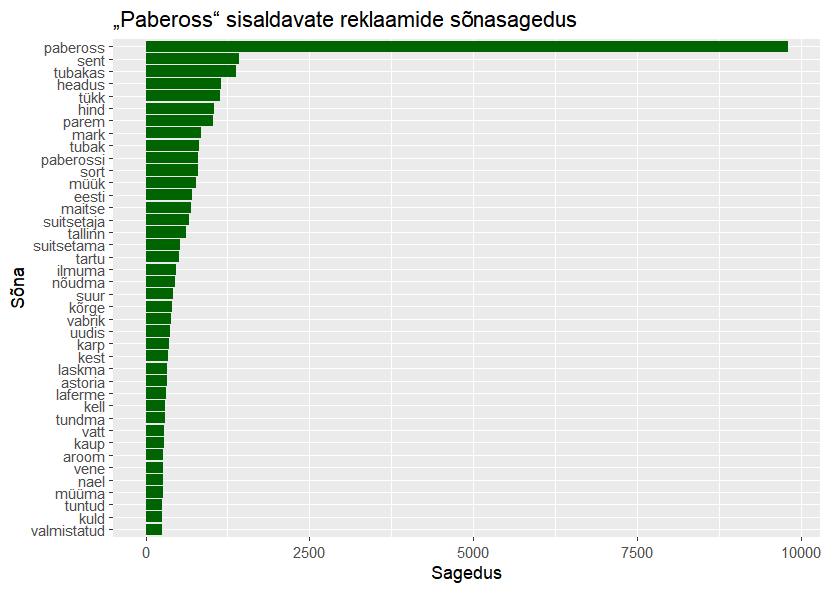 „Pabeross“ sisaldavate reklaamide sõnasagedus
pabeross
sent
tubakas
headus
tükk
hind
parem
mark
tubak
paberossi
sort
müük
eesti
maitse
suitsetaja
tallinn
suitsetama
tartu
ilmuma
nõudma
suur
kõrge
vabrik
uudis
karp
kest
laskma
astoria
laferme
kell
tundma
vatt
kaup
aroom
vene
nael
müüma
tuntud
kuld
valmistatud
Sõna
0 2500 5000 7500 10000
Sagedus